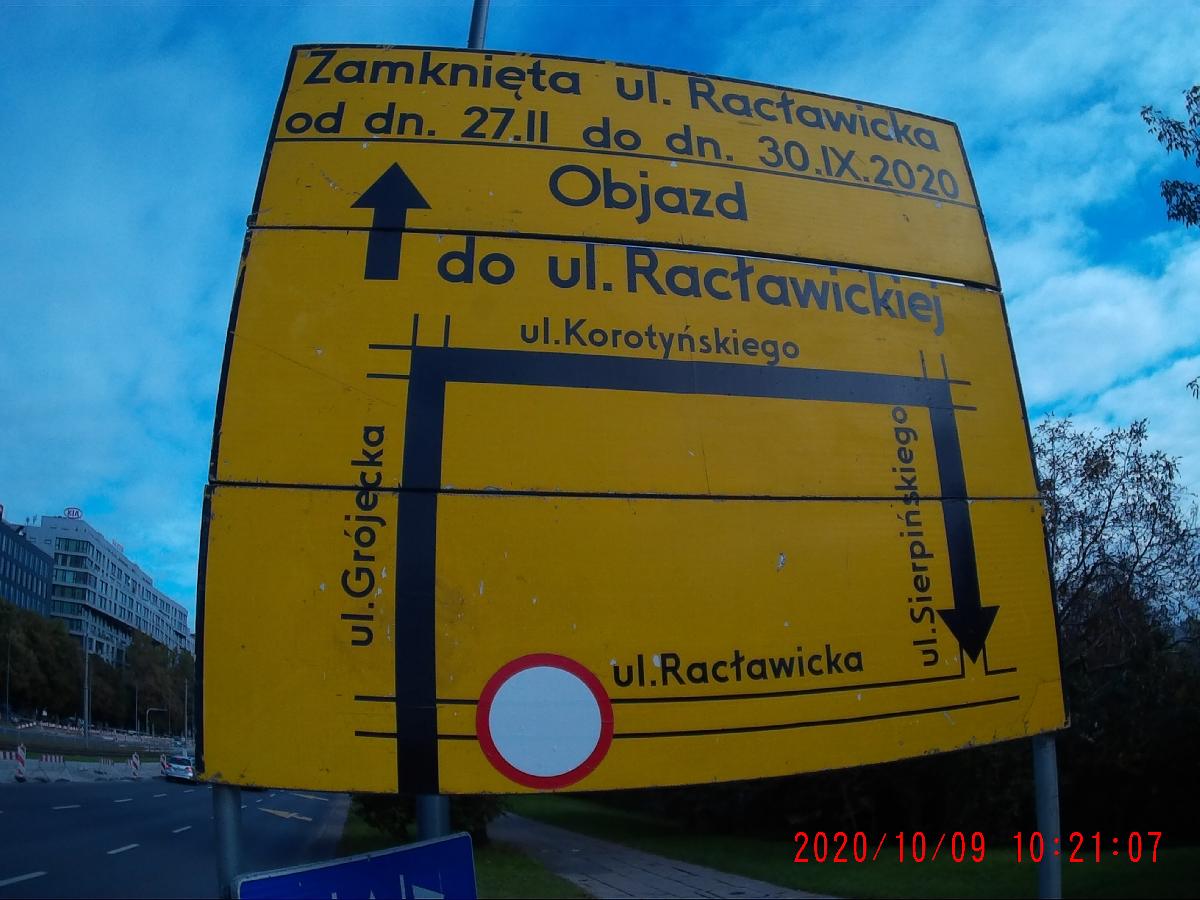 Zamknięta ul. Racławicka
od dn. 27.II do dn. 30.IX.2020
Objazd
do ul. Racławickiej
ul.Korotyńskiego
ul.Grójecka
ul.Sierpińskiego
ul.Racławicka
KIA
2020/10/09 10:21:07